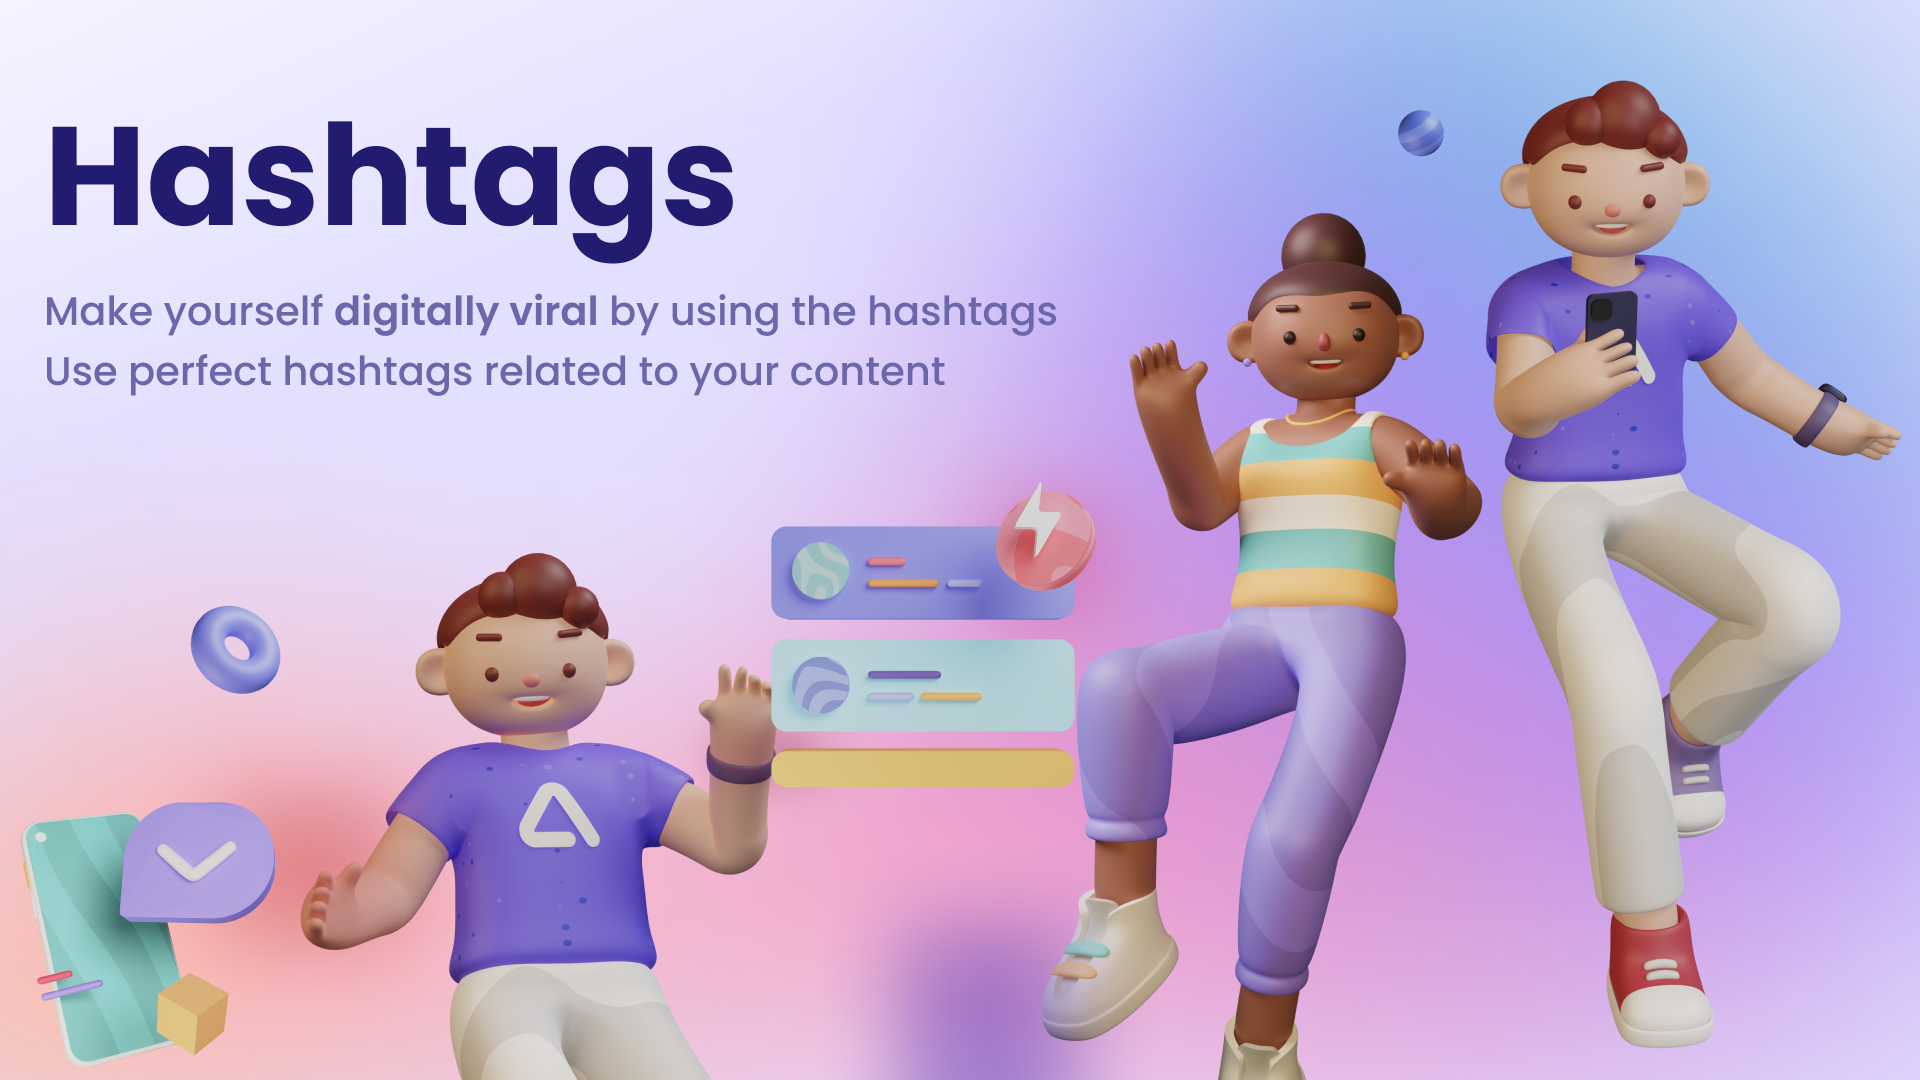 Hashtags
Make yourself digitally viral by using the hashtags
Use perfect hashtags related to your content